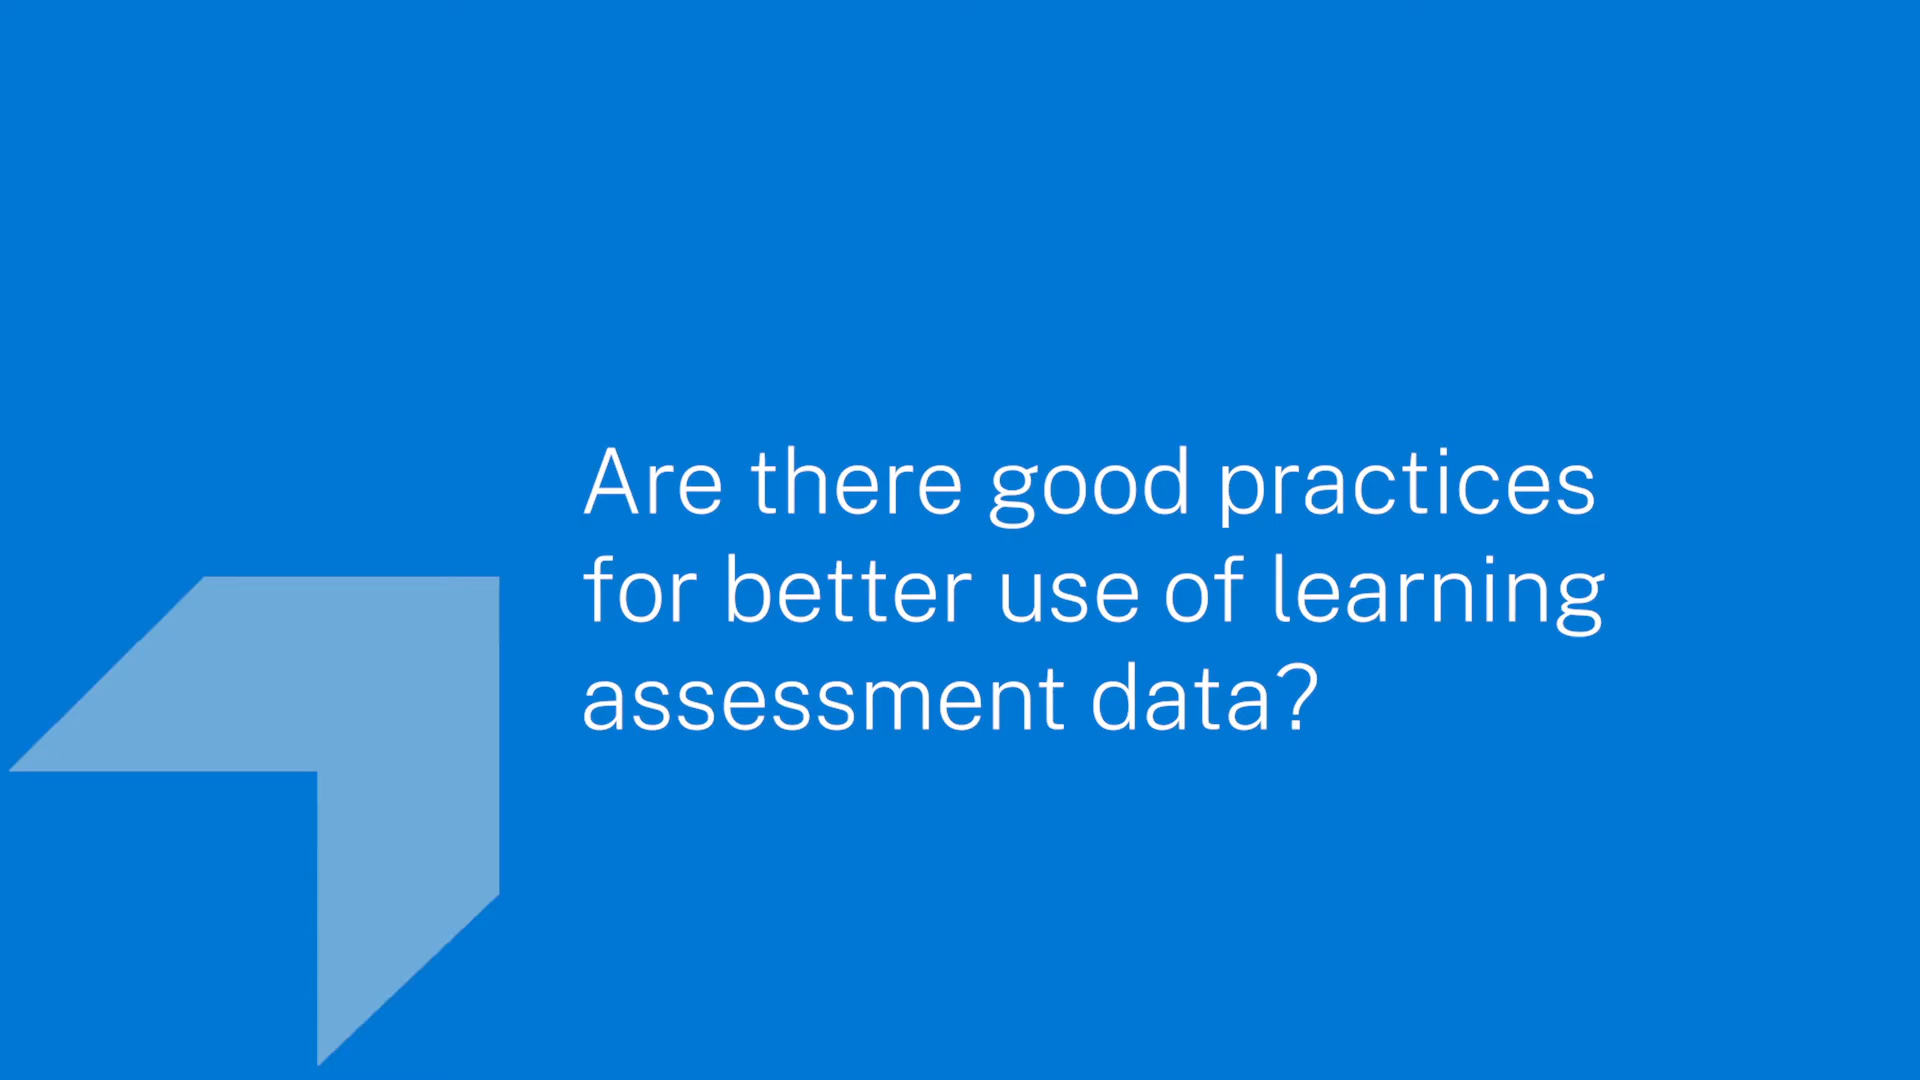 Are there good practices
for better use of learning
assessment data?